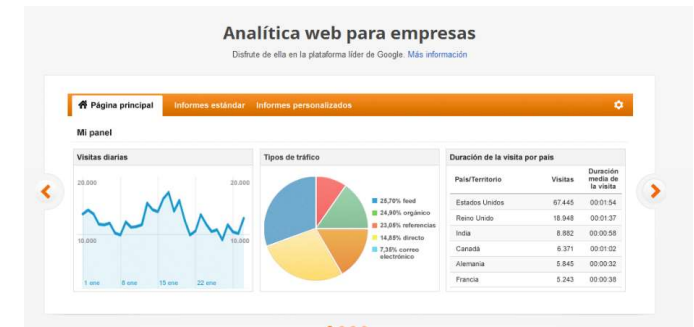 Analítica web para empresas
Disfrute de ella en la plataforma líder de Google. Más información
Página principal Informes estándar Informes personalizados
Mi panel
Visitas diarias
20.000 20.000
10.000 10.000
1 ene 8 ene 15 ene 22 ene
Tipos de tráfico
28,70% feed
24,90% orgánico
23,08% referencias
14,85% directo
7,35% correo
electrónico
Duración de la visita por país
País/Territorio Visitas Duración media de la visita
Estados Unidos 67.445 00:01:54
Reino Unido 18.948 00:01:37
India 8.882 00:00:58
Canadá 6.371 00:01:02
Alemania 5.845 00:00:32
Francia 5.243 00:00:38